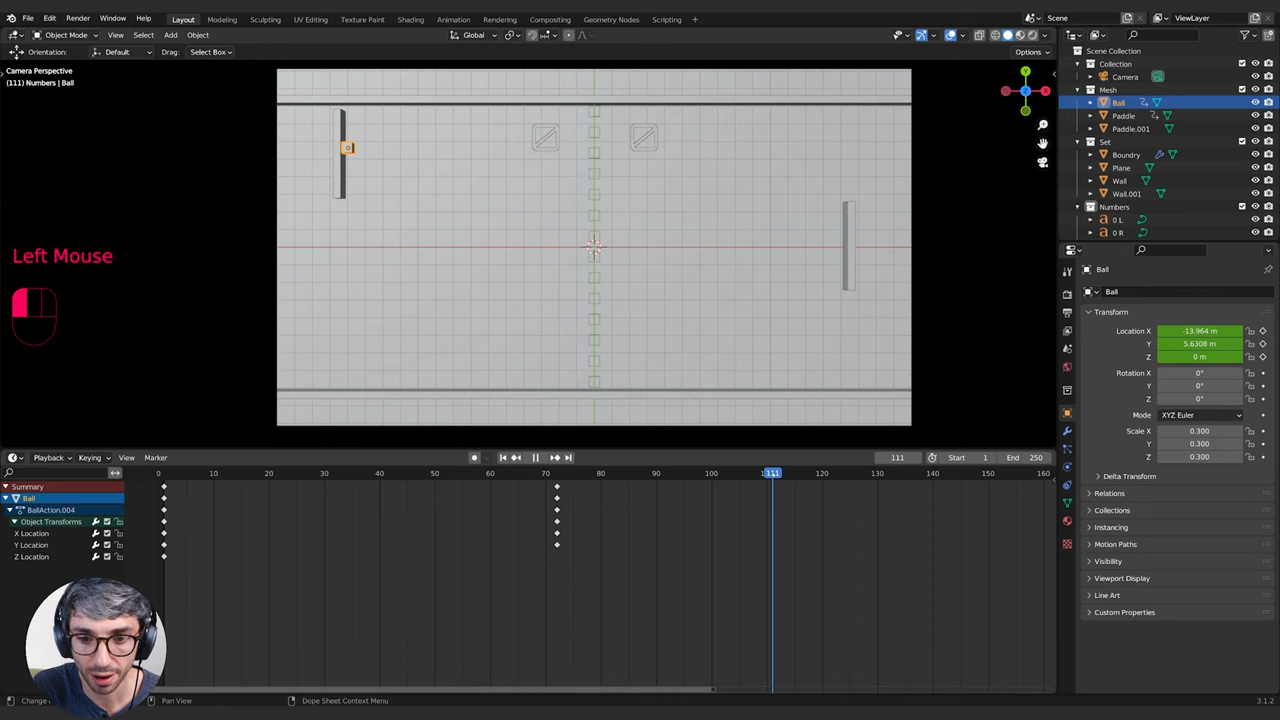 File Edit Render Window Help Layout Modeling Sculpting UV Editing Texture Paint Shading Animation Rendering Compositing Geometry Nodes Scripting + Scene ViewLayer
Object Mode View Select Add Object Global
Orientation: Default Drag: Select Box Options
Camera Perspective
(111) Numbers | Ball
Y
Z
X
Left Mouse
Scene Collection
Collection
Camera
Mesh
Ball
Paddle
Paddle.001
Set
Boundry
Plane
Wall
Wall.001
Numbers
0 L
0 R
Ball
Ball
Transform
Location X -13.964 m
Y 5.6308 m
Z 0 m
Rotation X 0°
Y 0°
Z 0°
Mode XYZ Euler
Scale X 0.300
Y 0.300
Z 0.300
Delta Transform
Relations
Collections
Instancing
Motion Paths
Visibility
Viewport Display
Line Art
Custom Properties
Playback Keying View Marker 111 Start 1 End 250
0 10 20 30 40 50 60 70 80 90 100 111 120 130 140 150 160
Summary
Ball
BallAction.004
Object Transforms
X Location
Y Location
Z Location
Change Pan View Dope Sheet Context Menu 3.1.2